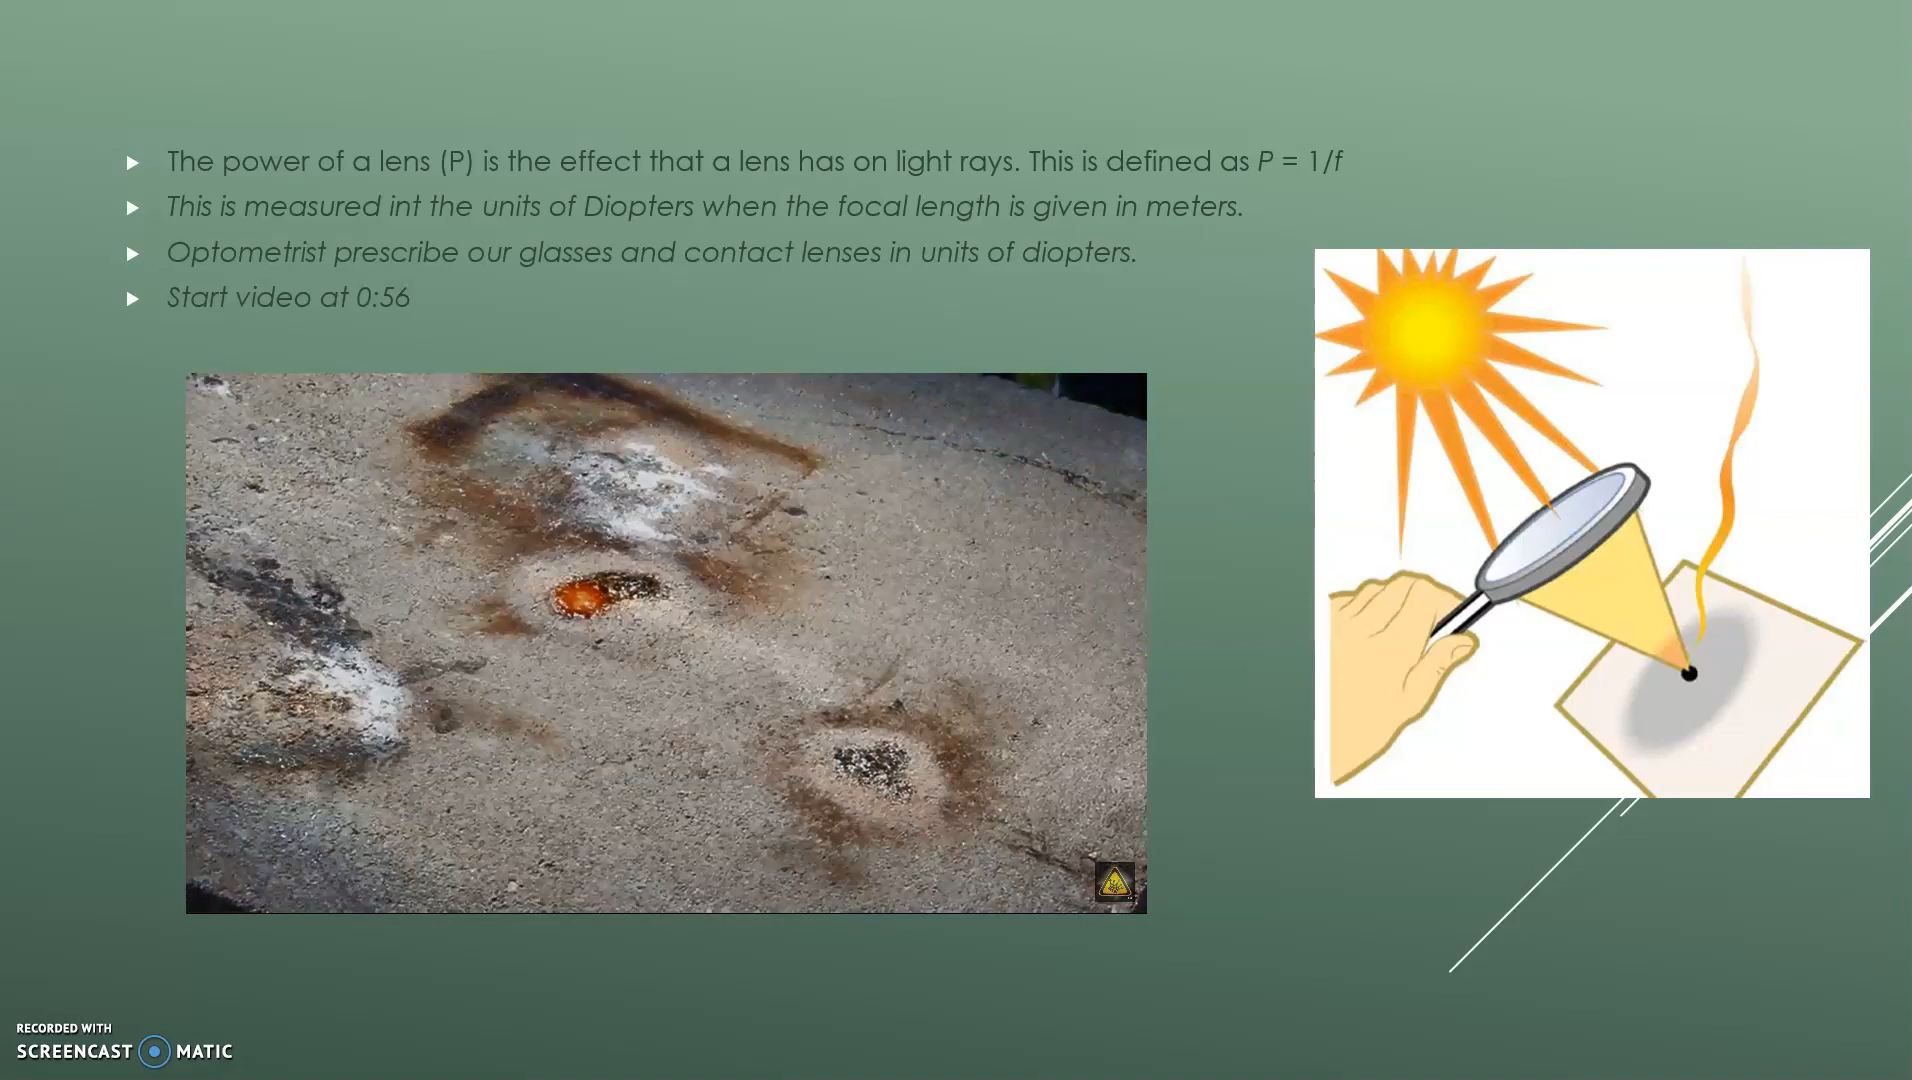 The power of a lens (P) is the effect that a lens has on light rays. This is defined as P = 1/f
This is measured int the units of Diopters when the focal length is given in meters.
Optometrist prescribe our glasses and contact lenses in units of diopters.
Start video at 0:56
RECORDED WITH
SCREENCAST MATIC